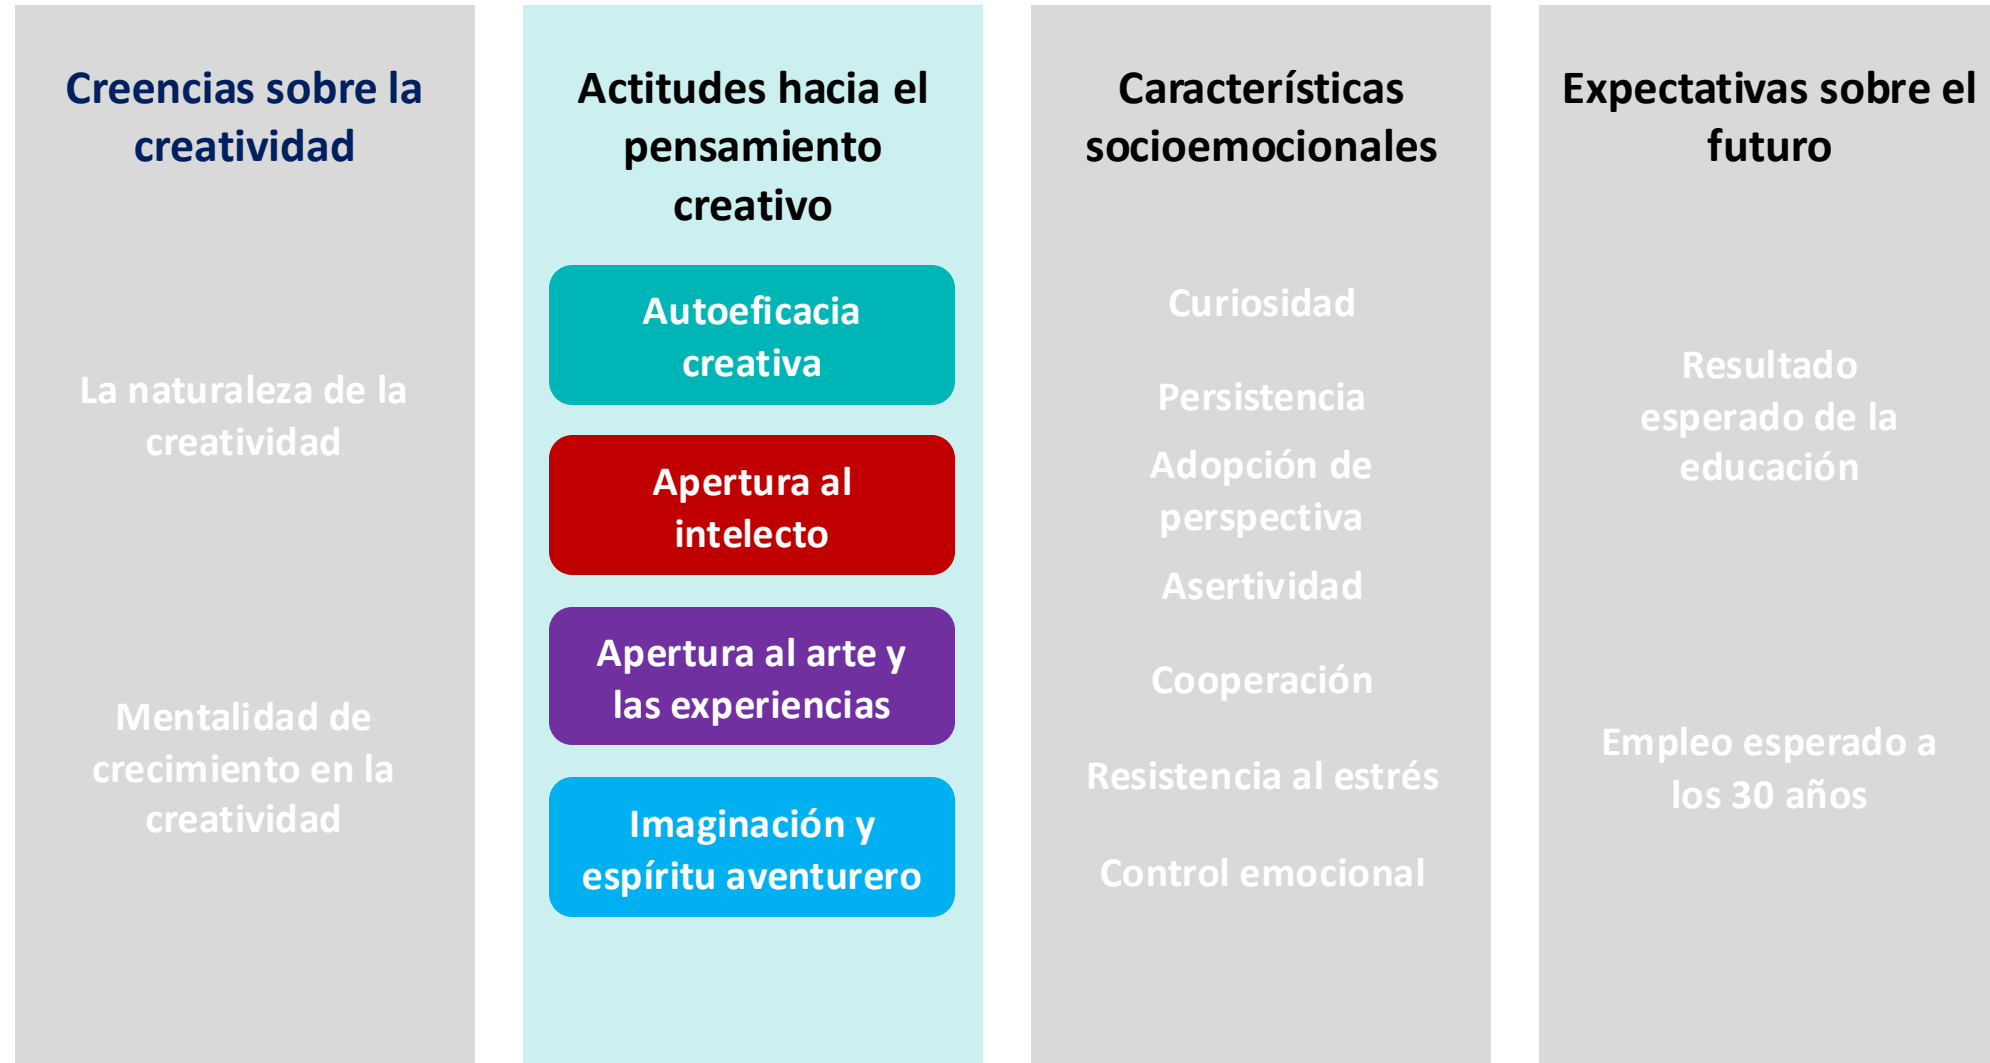 Creencias sobre la
creatividad
La naturaleza de la
creatividad
Mentalidad de
crecimiento en la
creatividad
Actitudes hacia el
pensamiento
creativo
Autoeficacia
creativa
Apertura al
intelecto
Apertura al arte y
las experiencias
Imaginación y
espíritu aventurero
Características
socioemocionales
Curiosidad
Persistencia
Adopción de
perspectiva
Asertividad
Cooperación
Resistencia al estrés
Control emocional
Expectativas sobre el
futuro
Resultado
esperado de la
educación
Empleo esperado a
los 30 años